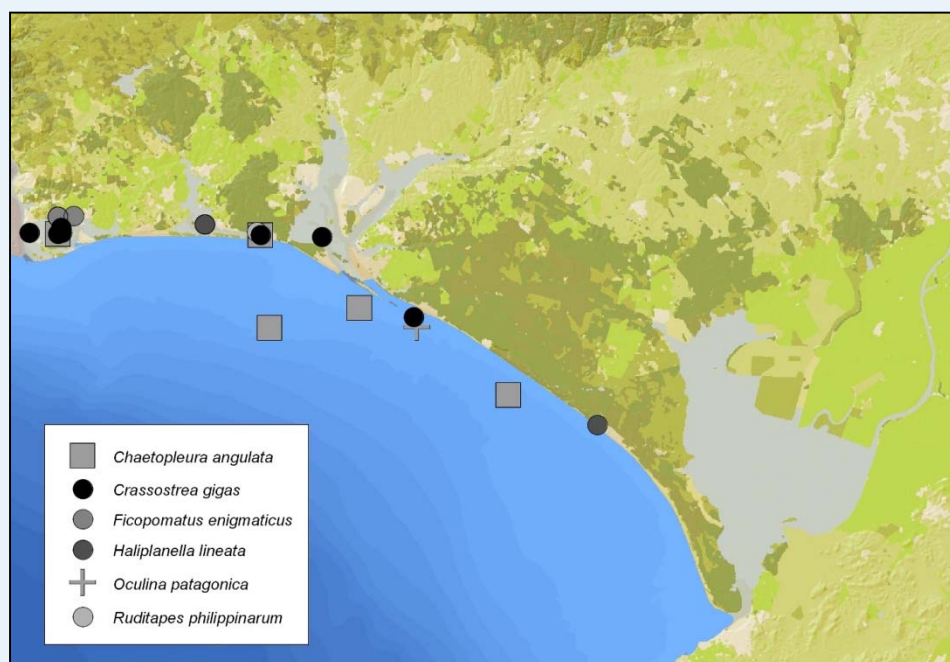 Chaetopleura angulata
Crassostrea gigas
Ficopomatus enigmaticus
Haliplanella lineata
Oculina patagonica
Ruditapes philippinarum